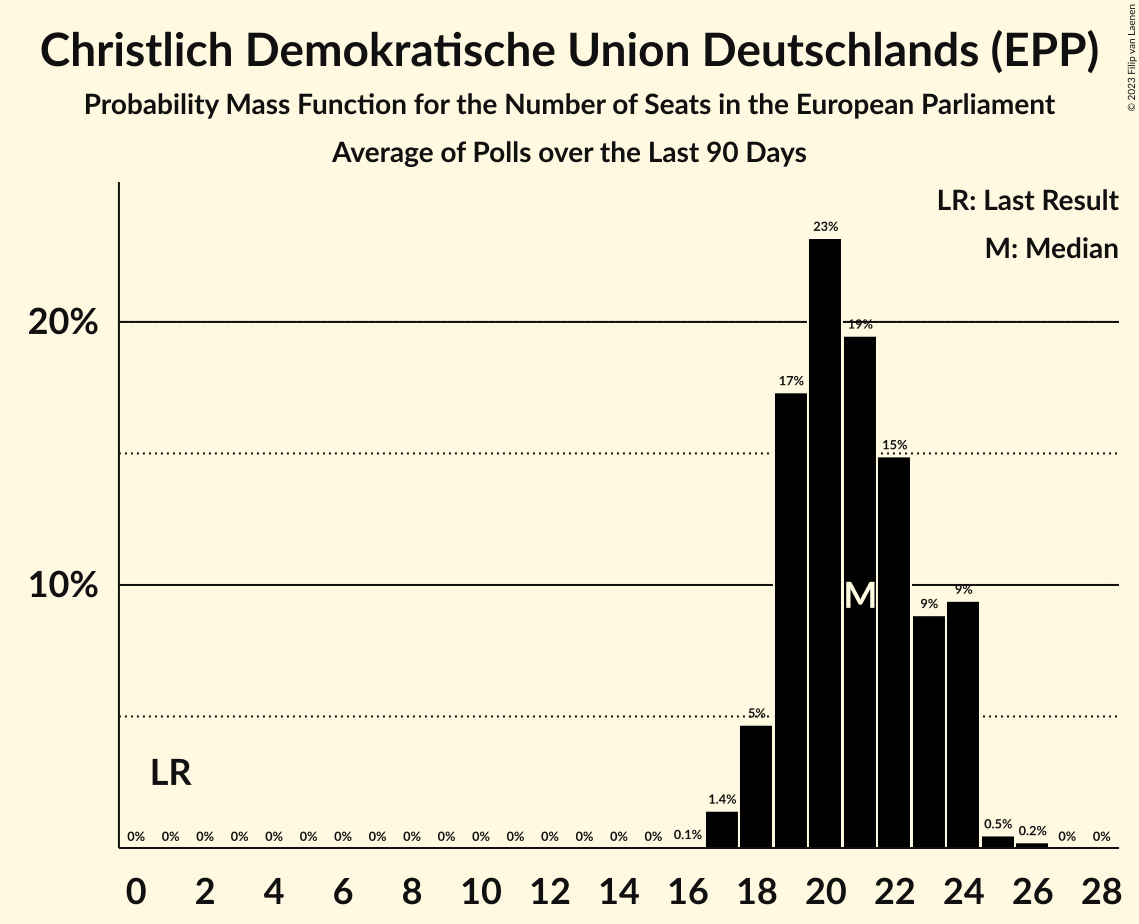 Christlich Demokratische Union Deutschlands (EPP)
Probability Mass Function for the Number of Seats in the European Parliament
Average of Polls over the Last 90 Days
© 2023 Filip van Laenen
LR: Last Result
M: Median
23%
20%
19%
17%
15%
10%
M
9%
9%
5%
LR
1.4%
0% 0% 0% 0% 0% 0% 0% 0% 0% 0% 0% 0% 0% 0% 0% 0% 0.1% 0.5% 0.2% 0% 0%
0 2 4 6 8 10 12 14 16 18 20 22 24 26 28